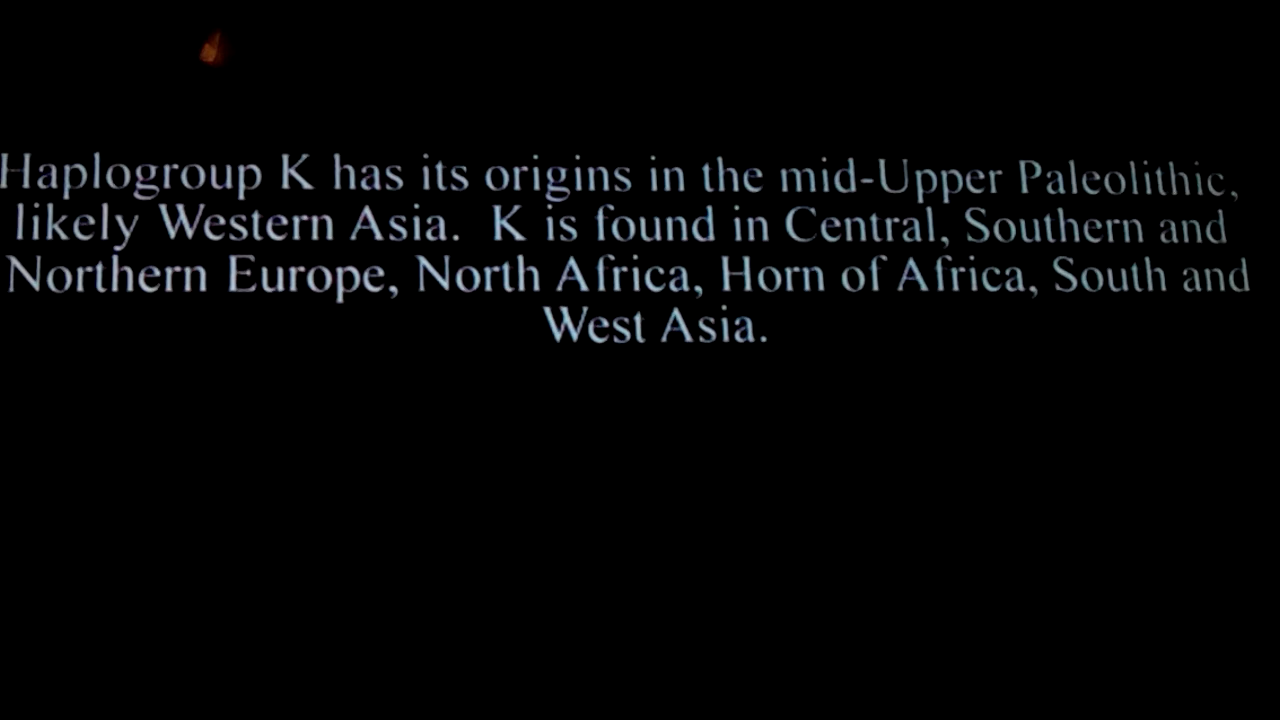 Haplogroup K has its origins in the mid-Upper Paleolithic,
likely Western Asia.  K is found in Central, Southern and
Northern Europe, North Africa, Horn of Africa, South and
West Asia.